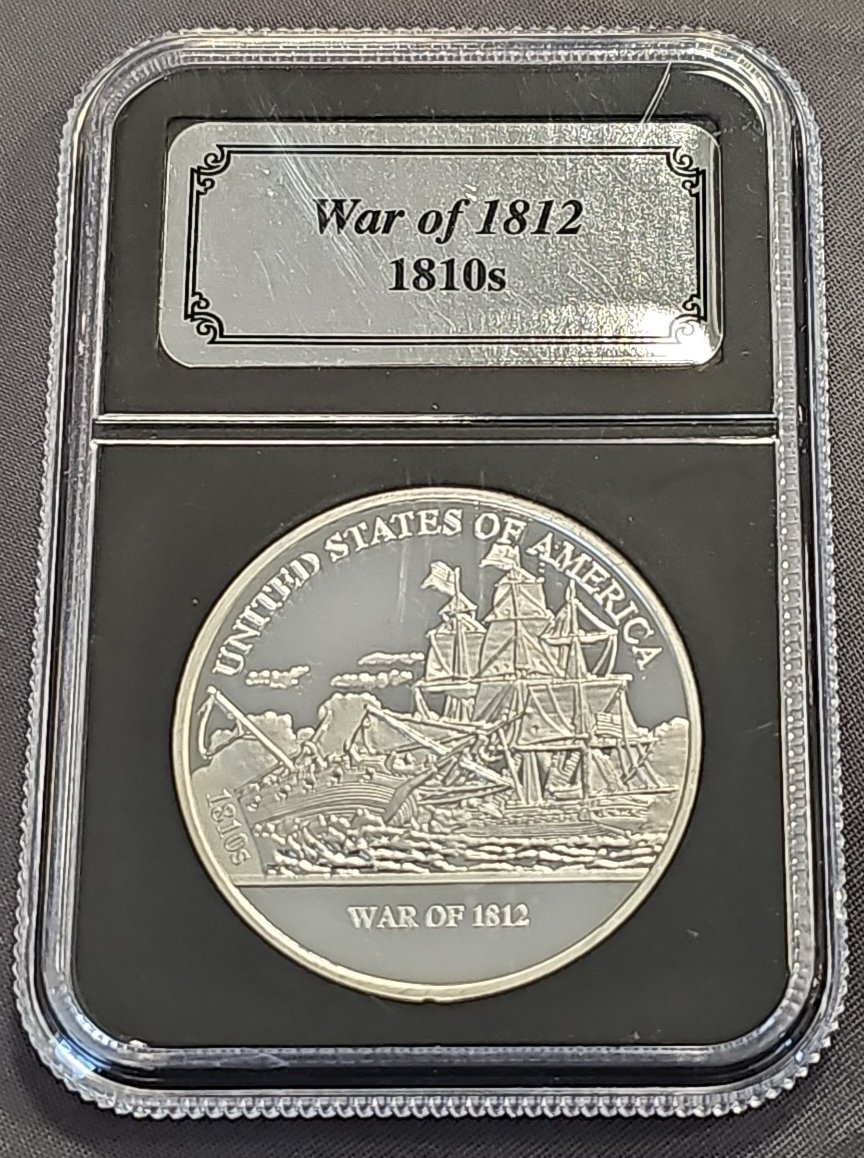 War of 1812
1810s
UNITED STATES OF AMERICA
1810s
WAR OF 1812